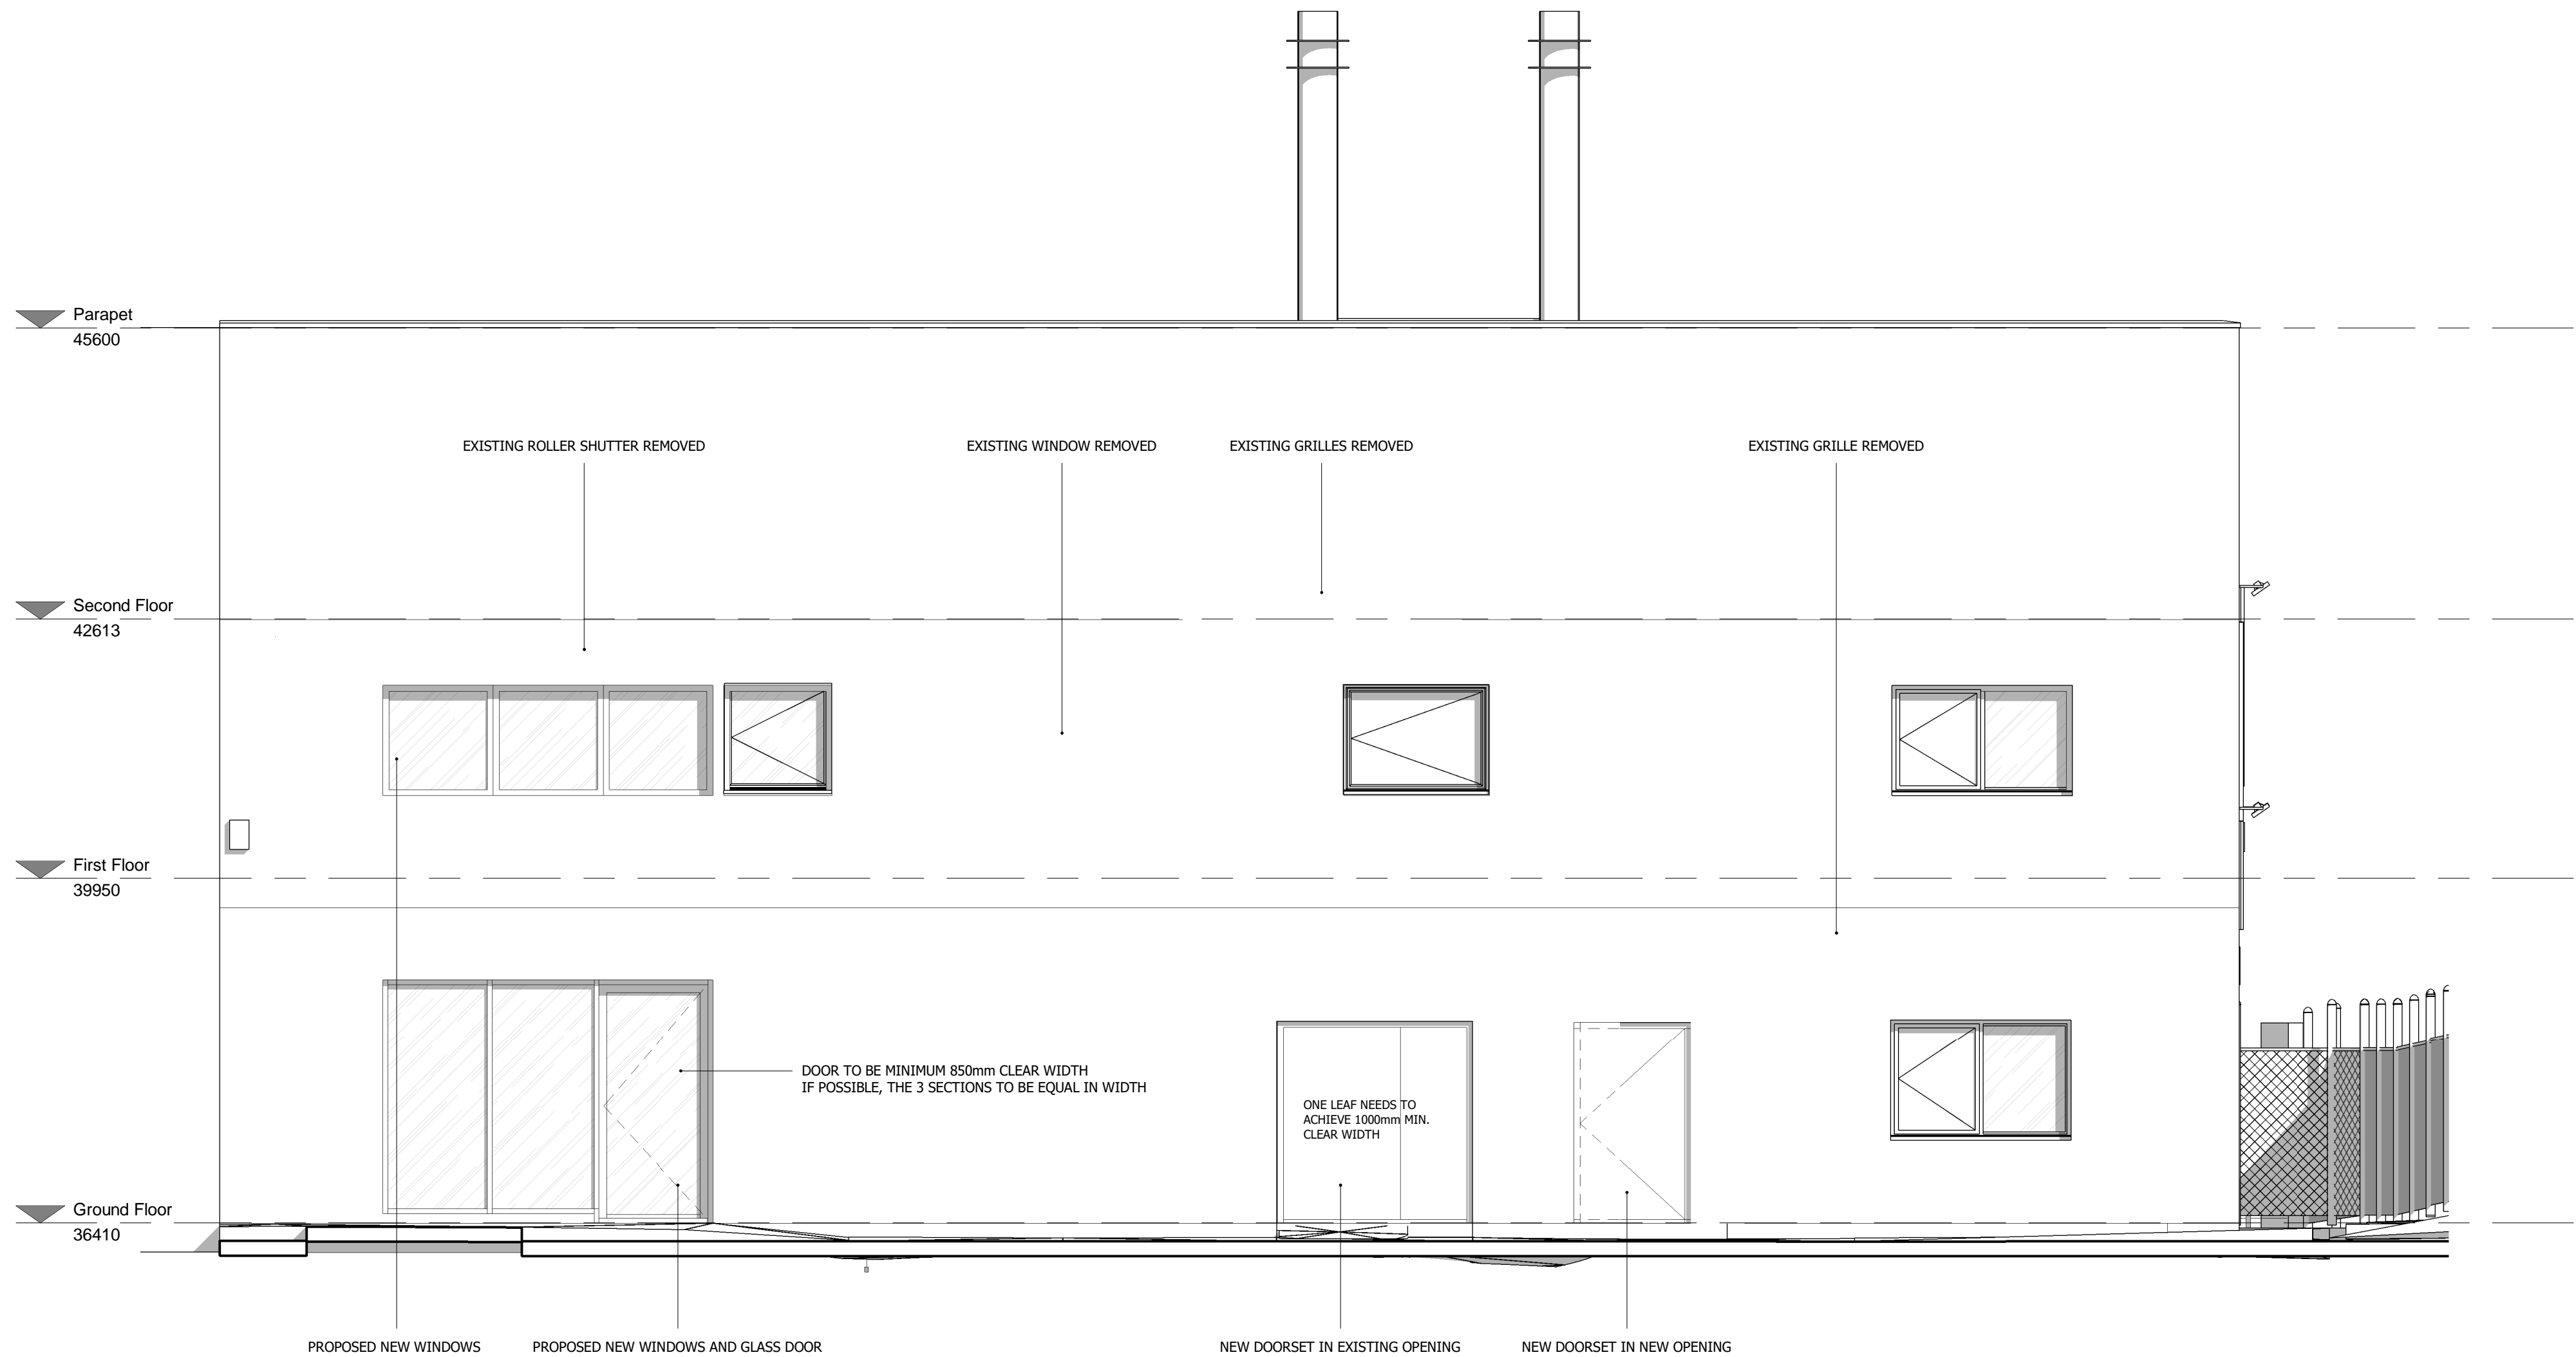 Parapet
45600
EXISTING ROLLER SHUTTER REMOVED
EXISTING WINDOW REMOVED
EXISTING GRILLES REMOVED
EXISTING GRILLE REMOVED
Second Floor
42613
First Floor
39950
DOOR TO BE MINIMUM 850mm CLEAR WIDTH
IF POSSIBLE, THE 3 SECTIONS TO BE EQUAL IN WIDTH
ONE LEAF NEEDS TO
ACHIEVE 1000mm MIN.
CLEAR WIDTH
Ground Floor
36410
PROPOSED NEW WINDOWS
PROPOSED NEW WINDOWS AND GLASS DOOR
NEW DOORSET IN EXISTING OPENING
NEW DOORSET IN NEW OPENING